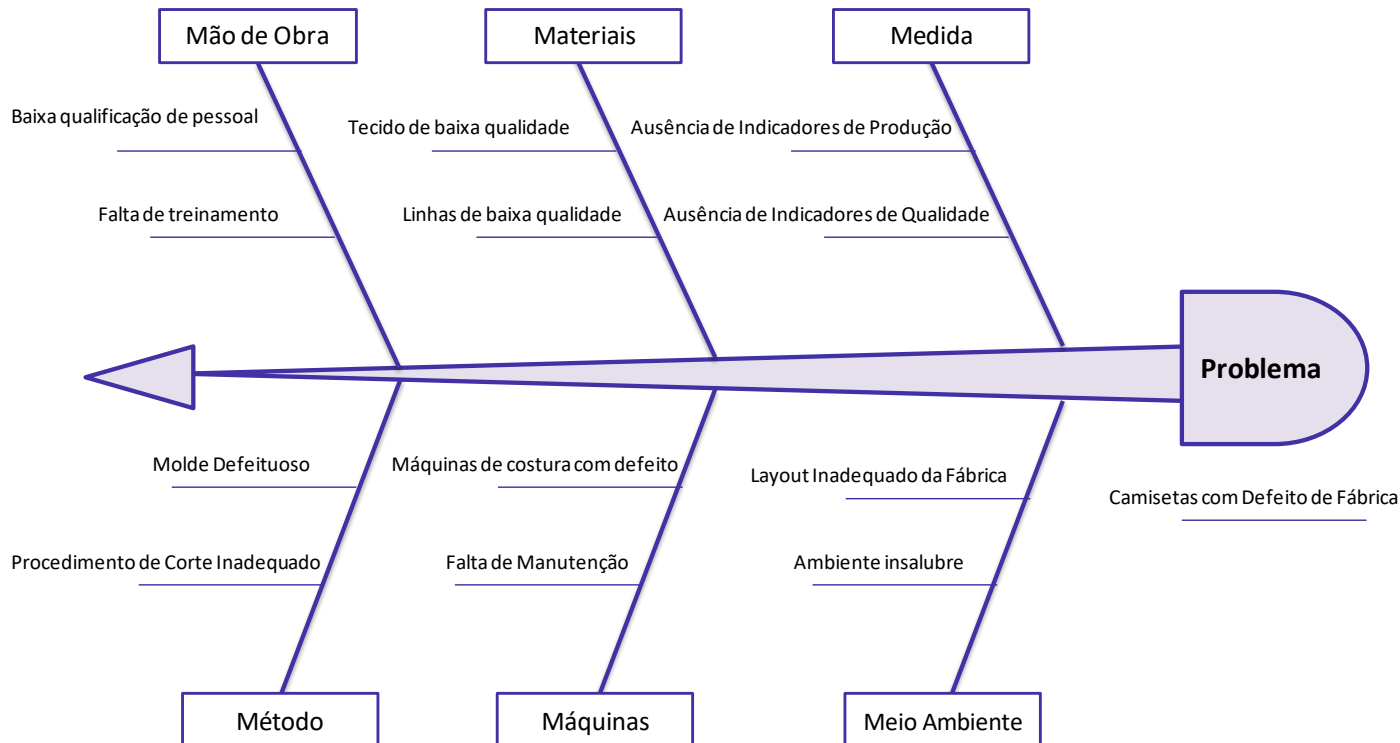 Mão de Obra
Materiais
Medida
Baixa qualificação de pessoal
Tecido de baixa qualidade
Ausência de Indicadores de Produção
Falta de treinamento
Linhas de baixa qualidade
Ausência de Indicadores de Qualidade
Problema
Molde Defeituoso
Máquinas de costura com defeito
Layout Inadequado da Fábrica
Camisetas com Defeito de Fábrica
Procedimento de Corte Inadequado
Falta de Manutenção
Ambiente insalubre
Método
Máquinas
Meio Ambiente